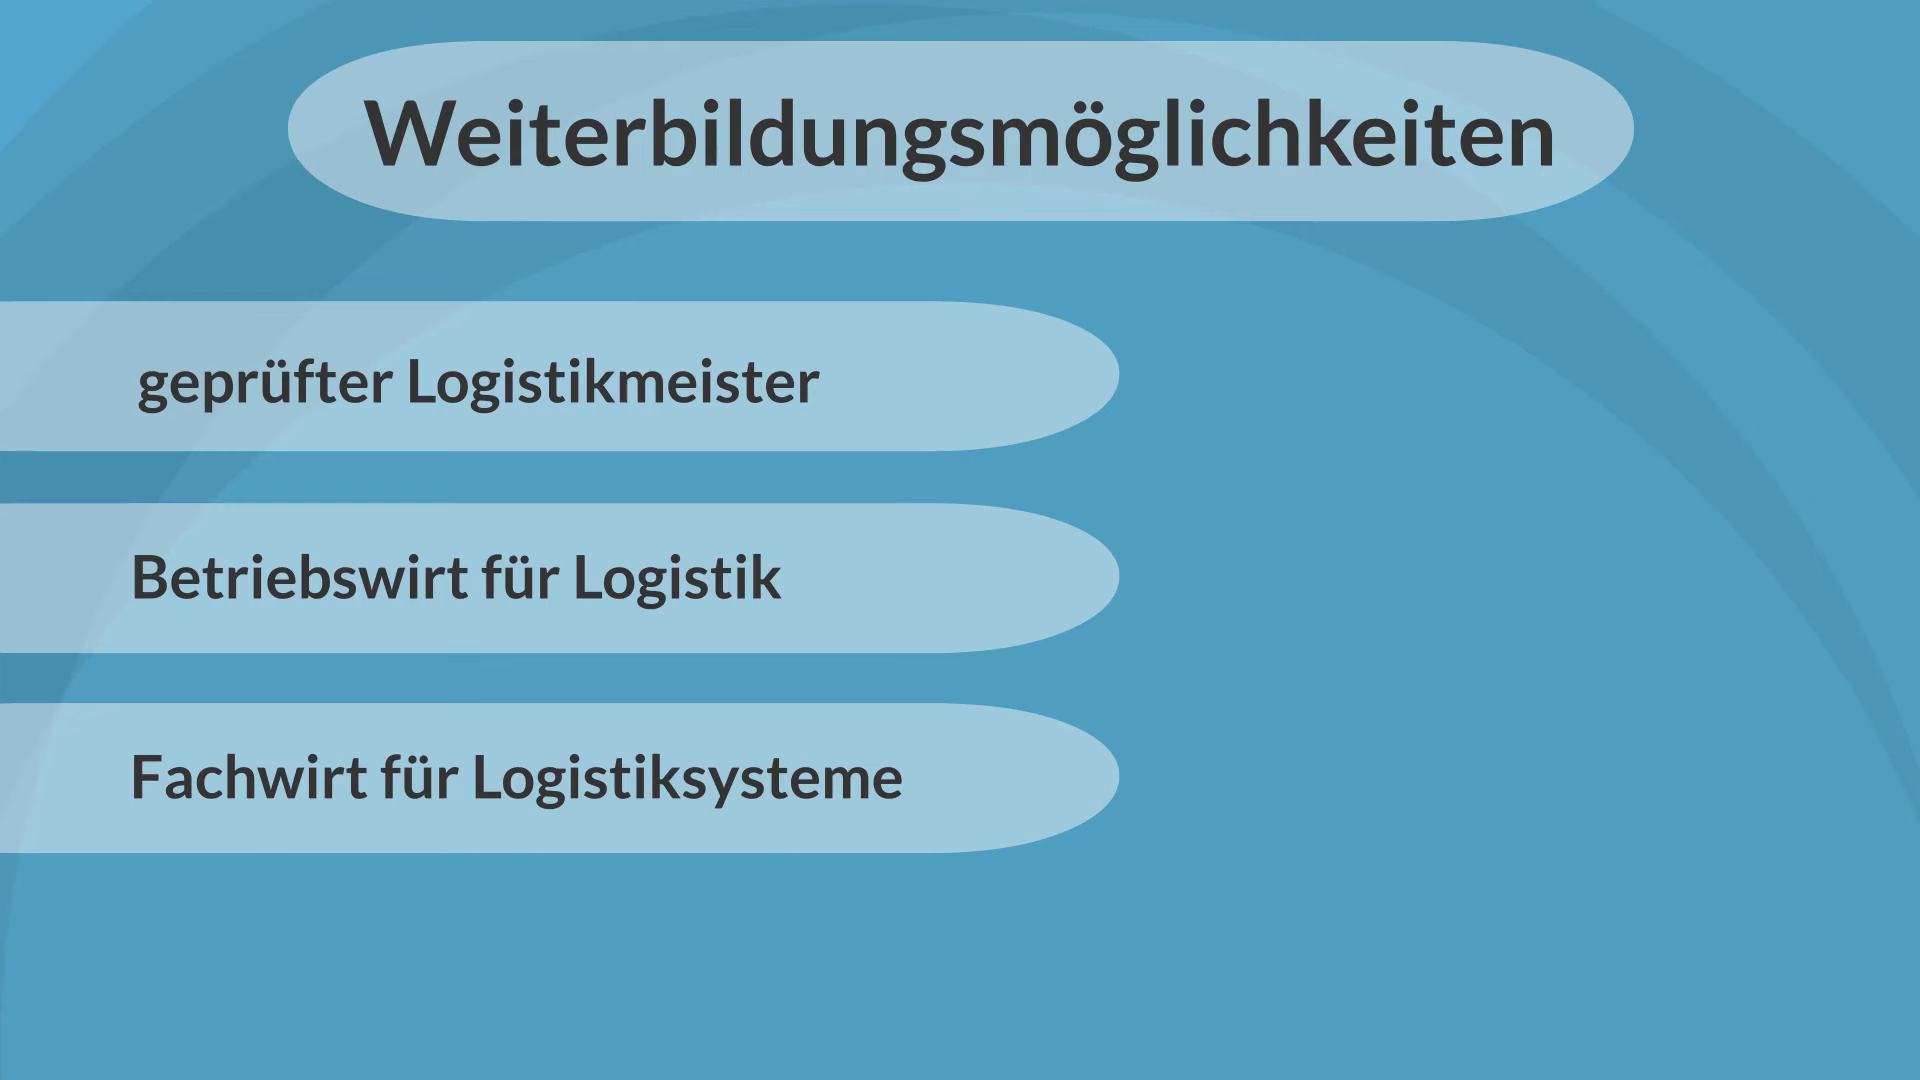 Weiterbildungsmöglichkeiten
geprüfter Logistikmeister
Betriebswirt für Logistik
Fachwirt für Logistiksysteme